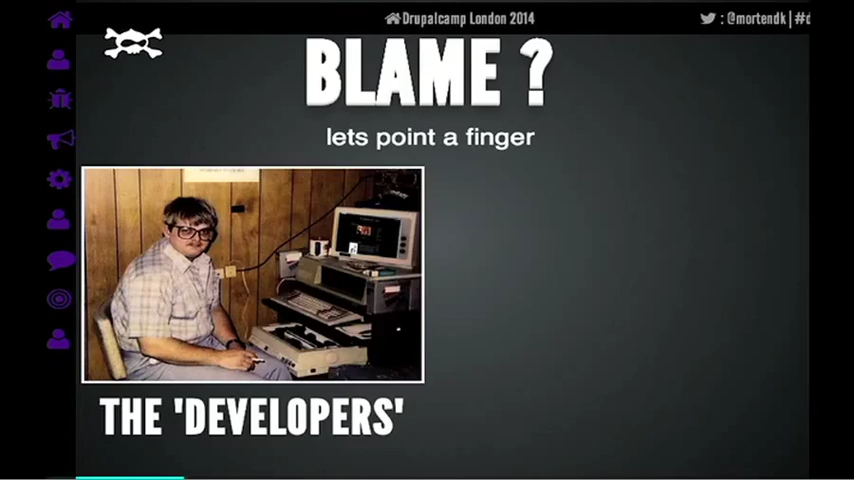 Drupalcamp London 2014
: @mortendk | #d
BLAME ?
lets point a finger
THE 'DEVELOPERS'